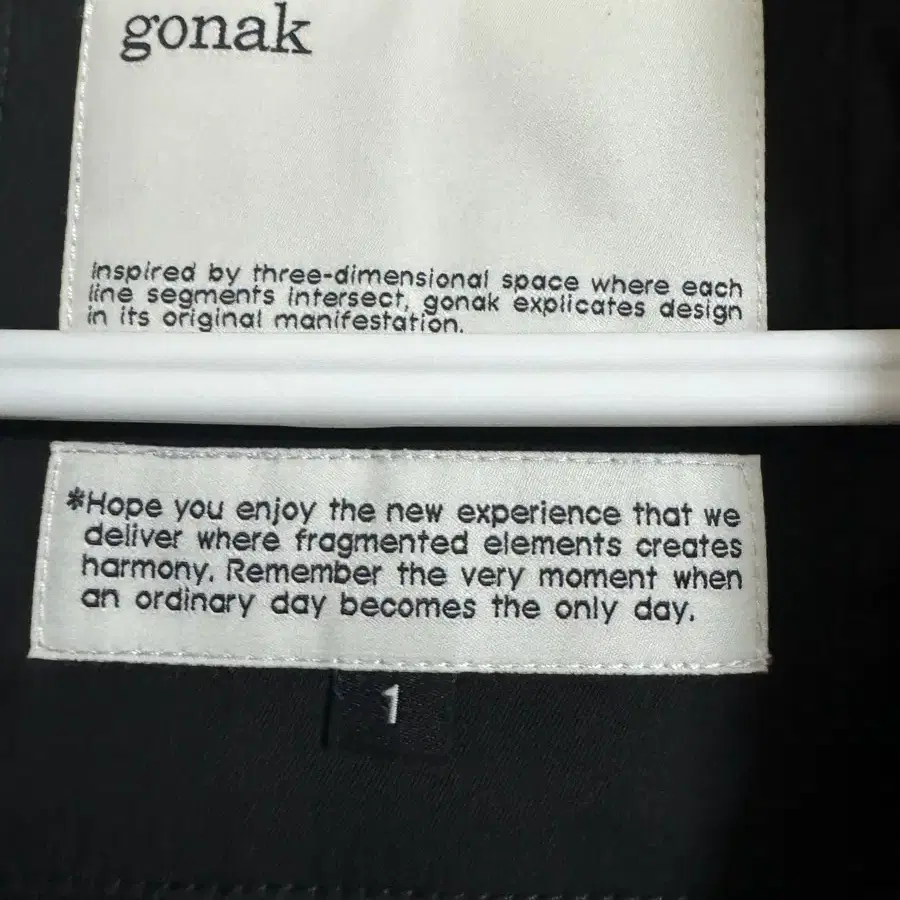 gonak
inspired by three-dimensional space where each
line segments intersect, gonak explicates design
in its original manifestation.
*Hope you enjoy the new experience that we
deliver where fragmented elements creates
harmony. Remember the very moment when
an ordinary day becomes the only day.
1